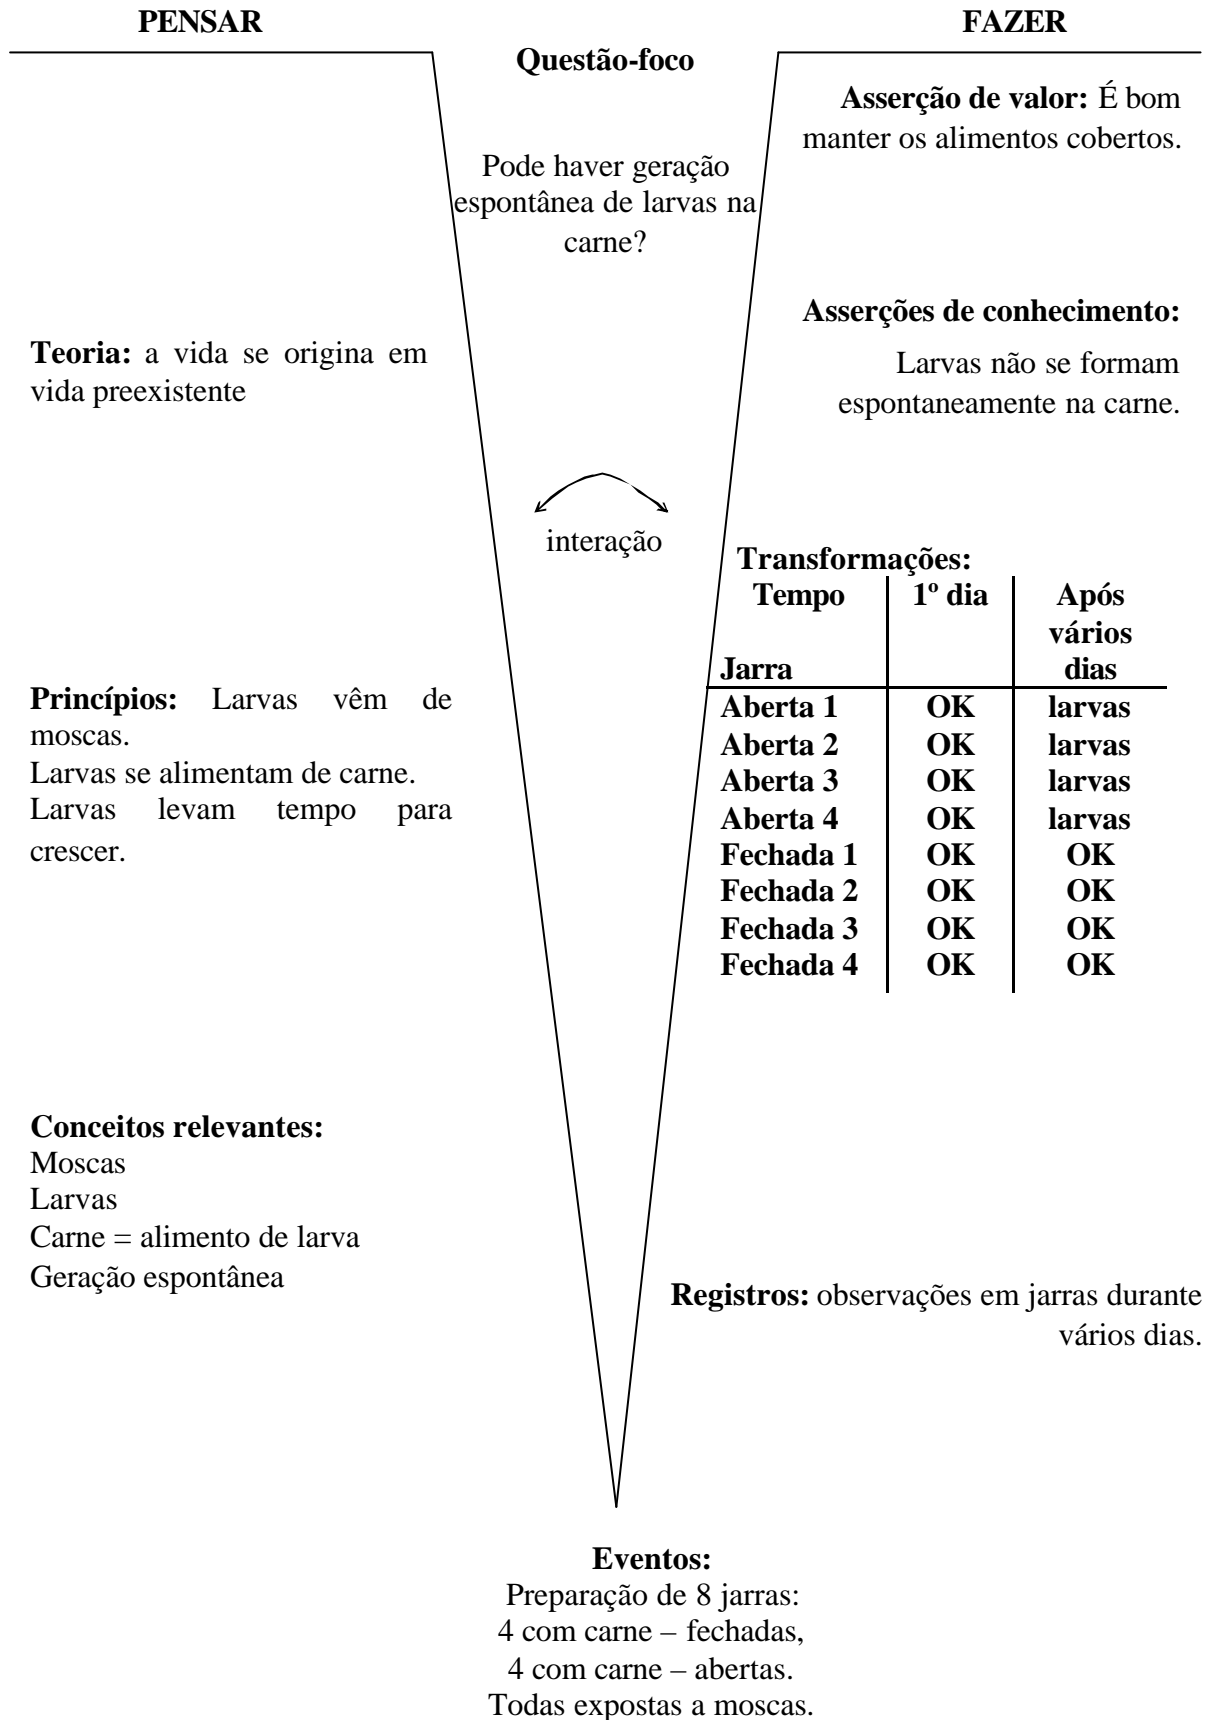 PENSAR
FAZER
Questão-foco
Pode haver geração
espontânea de larvas na
carne?
Asserção de valor: É bom
manter os alimentos cobertos.
Asserções de conhecimento:
Larvas não se formam
espontaneamente na carne.
Teoria: a vida se origina em
vida preexistente
interação
Transformações:
Tempo 1º dia Após
vários
Jarra dias
Aberta 1 OK larvas
Aberta 2 OK larvas
Aberta 3 OK larvas
Aberta 4 OK larvas
Fechada 1 OK OK
Fechada 2 OK OK
Fechada 3 OK OK
Fechada 4 OK OK
Princípios: Larvas vêm de
moscas.
Larvas se alimentam de carne.
Larvas levam tempo para
crescer.
Conceitos relevantes:
Moscas
Larvas
Carne = alimento de larva
Geração espontânea
Registros: observações em jarras durante
vários dias.
Eventos:
Preparação de 8 jarras:
4 com carne – fechadas,
4 com carne – abertas.
Todas expostas a moscas.